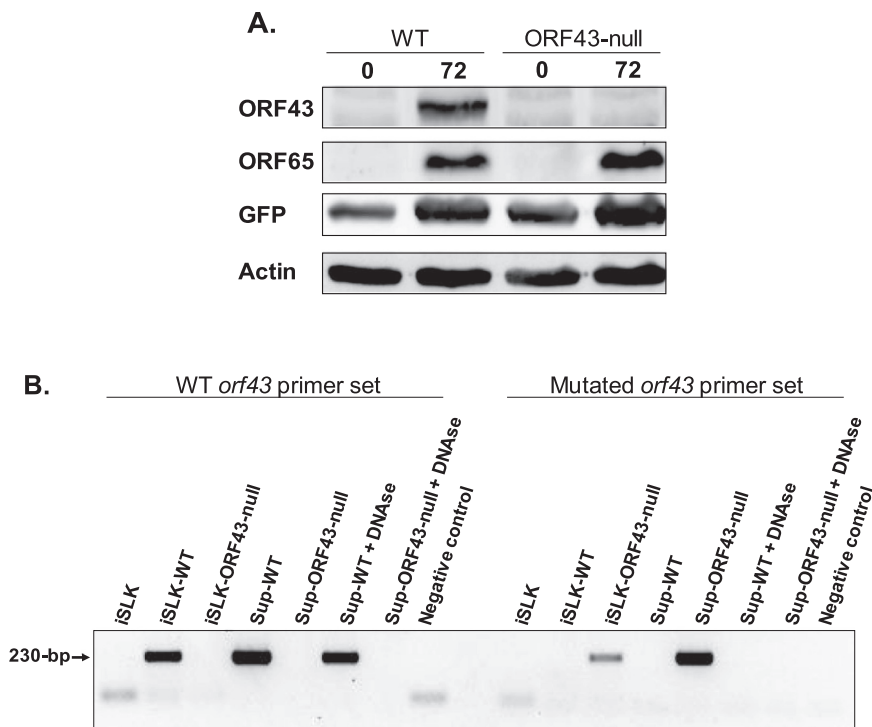 A.
WT ORF43-null
0 72 0 72
ORF43
ORF65
GFP
Actin
B.
WT orf43 primer set Mutated orf43 primer set
iSLK
iSLK-WT
iSLK-ORF43-null
Sup-WT
Sup-ORF43-null
Sup-WT + DNAse
Sup-ORF43-null + DNAse
Negative control
iSLK
iSLK-WT
iSLK-ORF43-null
Sup-WT
Sup-ORF43-null
Sup-WT + DNAse
Sup-ORF43-null + DNAse
Negative control
230-bp→